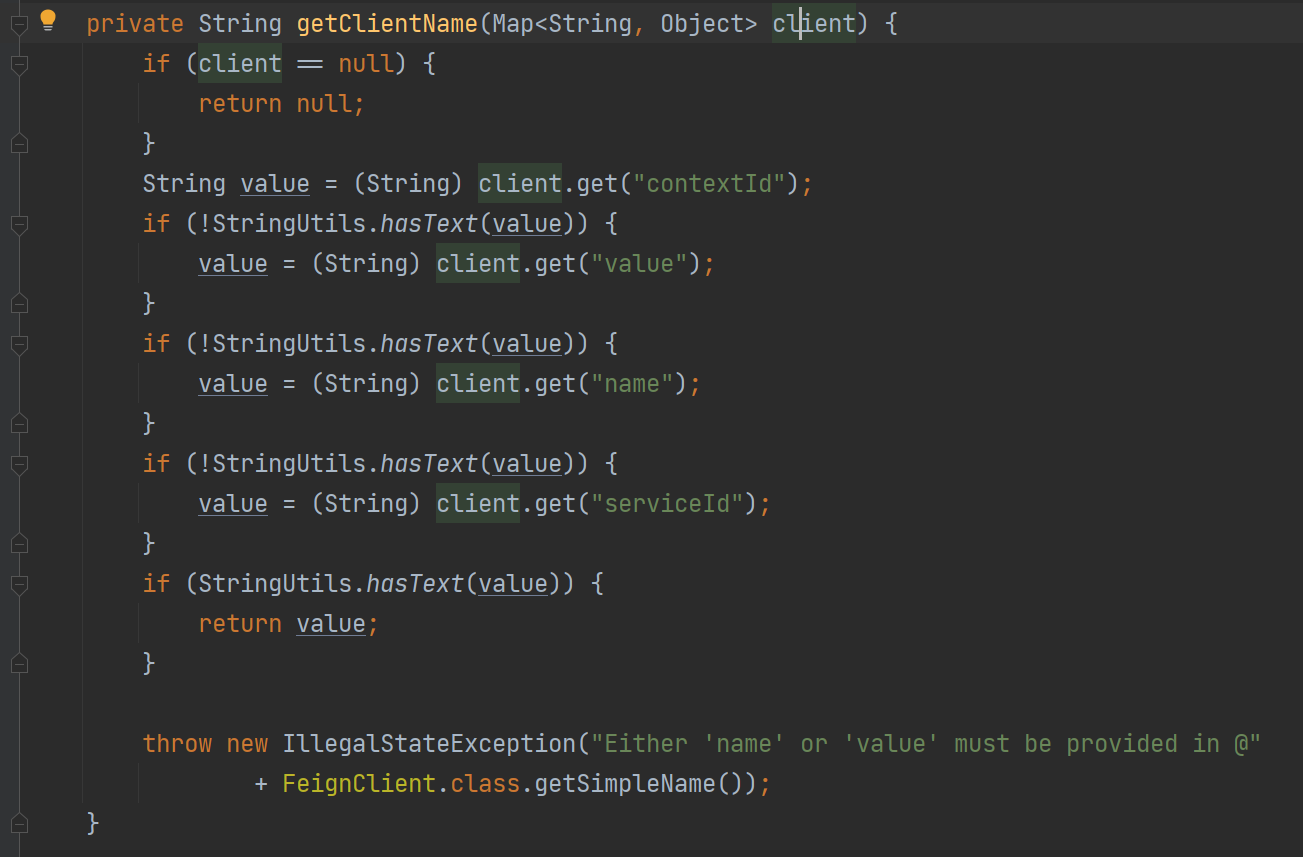 private String getClientName(Map<String, Object> client) {
if (client == null) {
return null;
}
String value = (String) client.get("contextId");
if (!StringUtils.hasText(value)) {
value = (String) client.get("value");
}
if (!StringUtils.hasText(value)) {
value = (String) client.get("name");
}
if (!StringUtils.hasText(value)) {
value = (String) client.get("serviceId");
}
if (StringUtils.hasText(value)) {
return value;
}
throw new IllegalStateException("Either 'name' or 'value' must be provided in @"
+ FeignClient.class.getSimpleName());
}